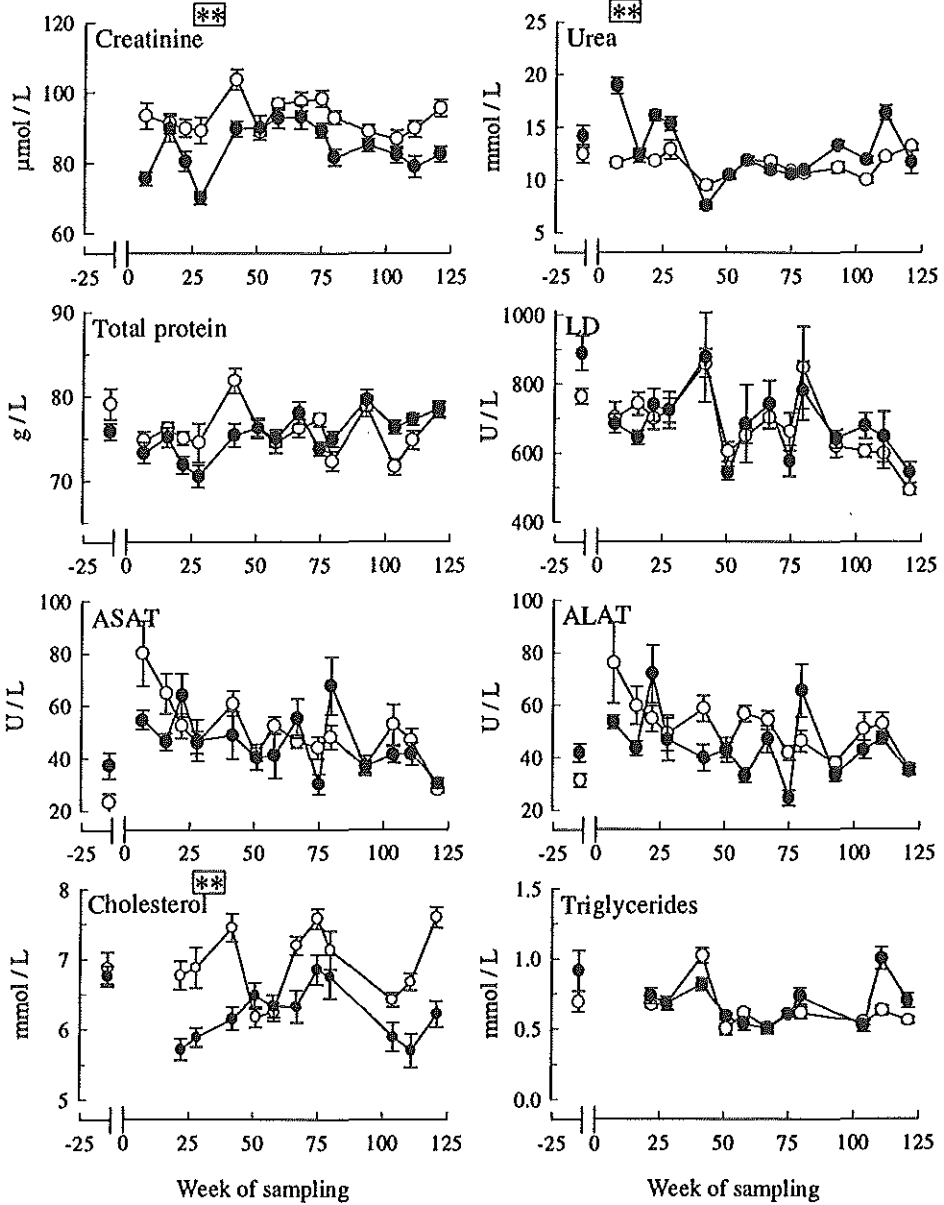 **
Creatinine
120
100
80
60
µmol / L
-25 0 25 50 75 100 125
**
Urea
25
20
15
10
5
mmol / L
-25 0 25 50 75 100 125
Total protein
90
80
70
g / L
-25 0 25 50 75 100 125
LD
1000
800
600
400
U / L
-25 0 25 50 75 100 125
ASAT
100
80
60
40
20
U / L
-25 0 25 50 75 100 125
ALAT
100
80
60
40
20
U / L
-25 0 25 50 75 100 125
**
Cholesterol
8
7
6
5
mmol / L
-25 0 25 50 75 100 125
Week of sampling
Triglycerides
1.5
1.0
0.5
0.0
mmol / L
-25 0 25 50 75 100 125
Week of sampling